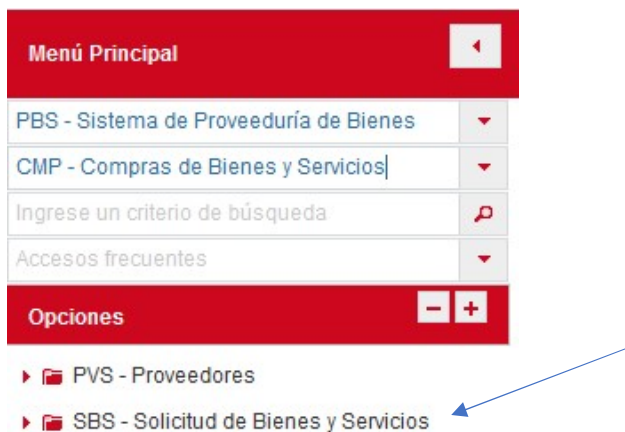 Menú Principal
PBS - Sistema de Proveeduría de Bienes
CMP - Compras de Bienes y Servicios
Ingrese un criterio de búsqueda
Accesos frecuentes
Opciones
PVS - Proveedores
SBS - Solicitud de Bienes y Servicios